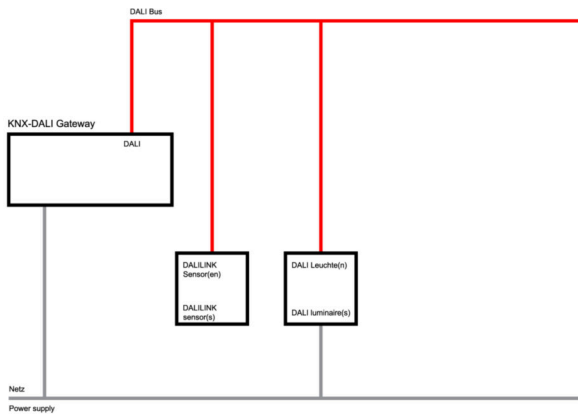 DALI Bus
KNX-DALI Gateway
DALI
DALILINK
Sensor(en)
DALILINK
sensor(s)
DALI Leuchte(n)
DALI luminaire(s)
Netz
Power supply